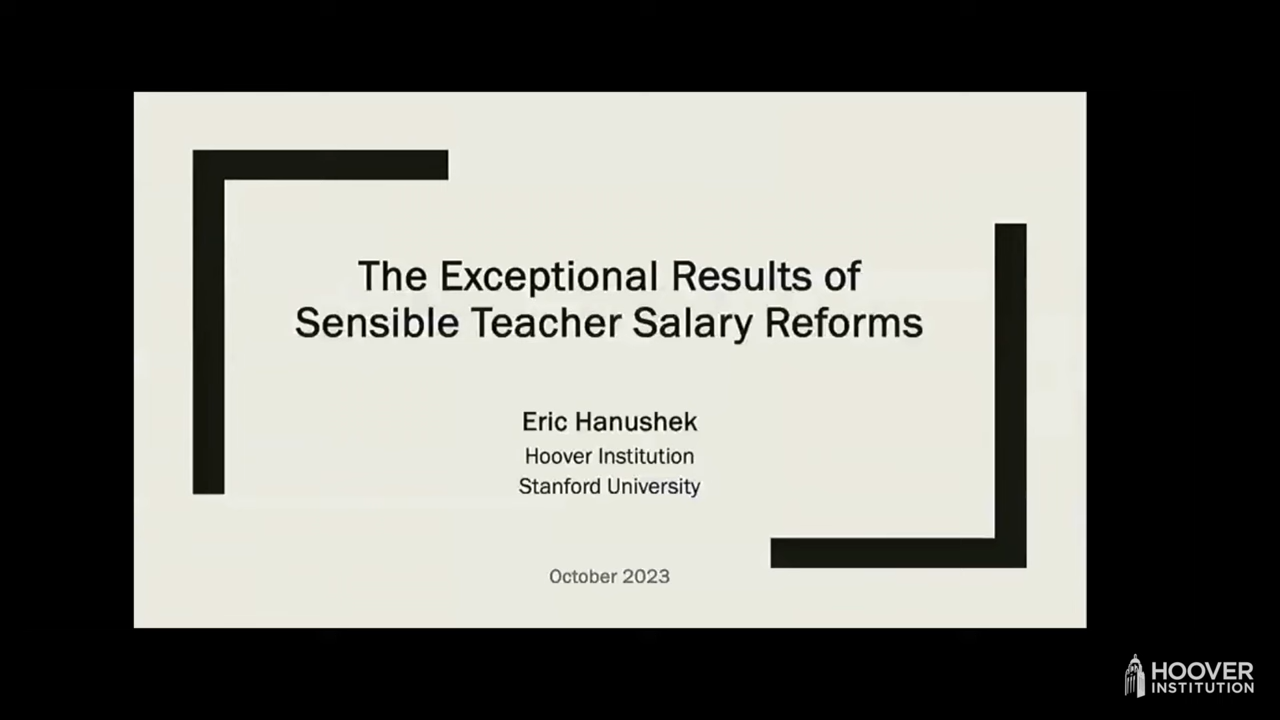 The Exceptional Results of
Sensible Teacher Salary Reforms
Eric Hanushek
Hoover Institution
Stanford University
October 2023
HOOVER
INSTITUTION